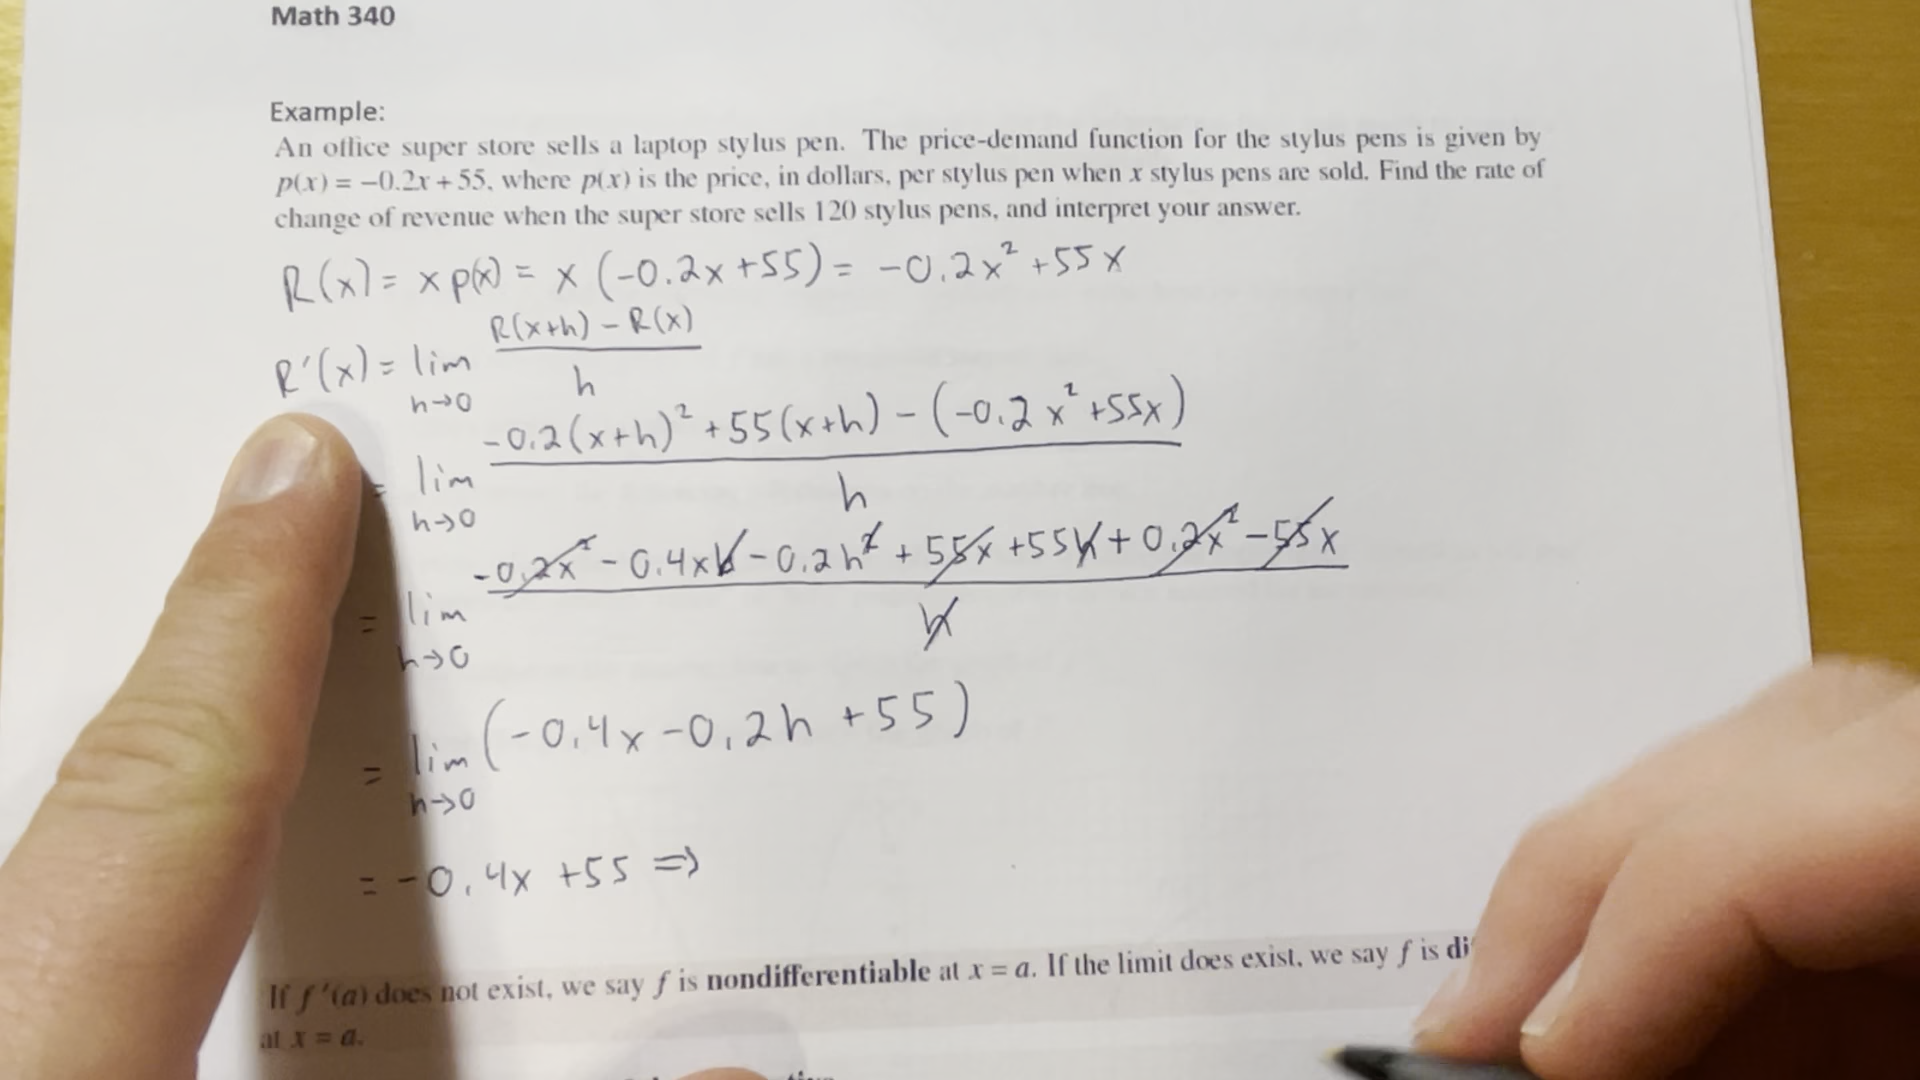 Math 340
Example:
An office super store sells a laptop stylus pen. The price-demand function for the stylus pens is given by
p(x) = −0.2x + 55, where p(x) is the price, in dollars, per stylus pen when x stylus pens are sold. Find the rate of
change of revenue when the super store sells 120 stylus pens, and interpret your answer.
R(x) = x p(x) = x (-0.2x + 55) = -0.2x² + 55x
R(x+h) - R(x)
R'(x) = lim
h→0
h
-0.2(x+h)² + 55(x+h) - (-0.2x² + 55x)
= lim
h→0
h
-0.2x² - 0.4xh - 0.2h² + 55x + 55h + 0.2x² - 55x
= lim
h→0
h
= lim (-0.4x - 0.2h + 55)
h→0
= -0.4x + 55 ⇒
If f '(a) does not exist, we say f is nondifferentiable at x = a. If the limit does exist, we say f is di
at x = a.